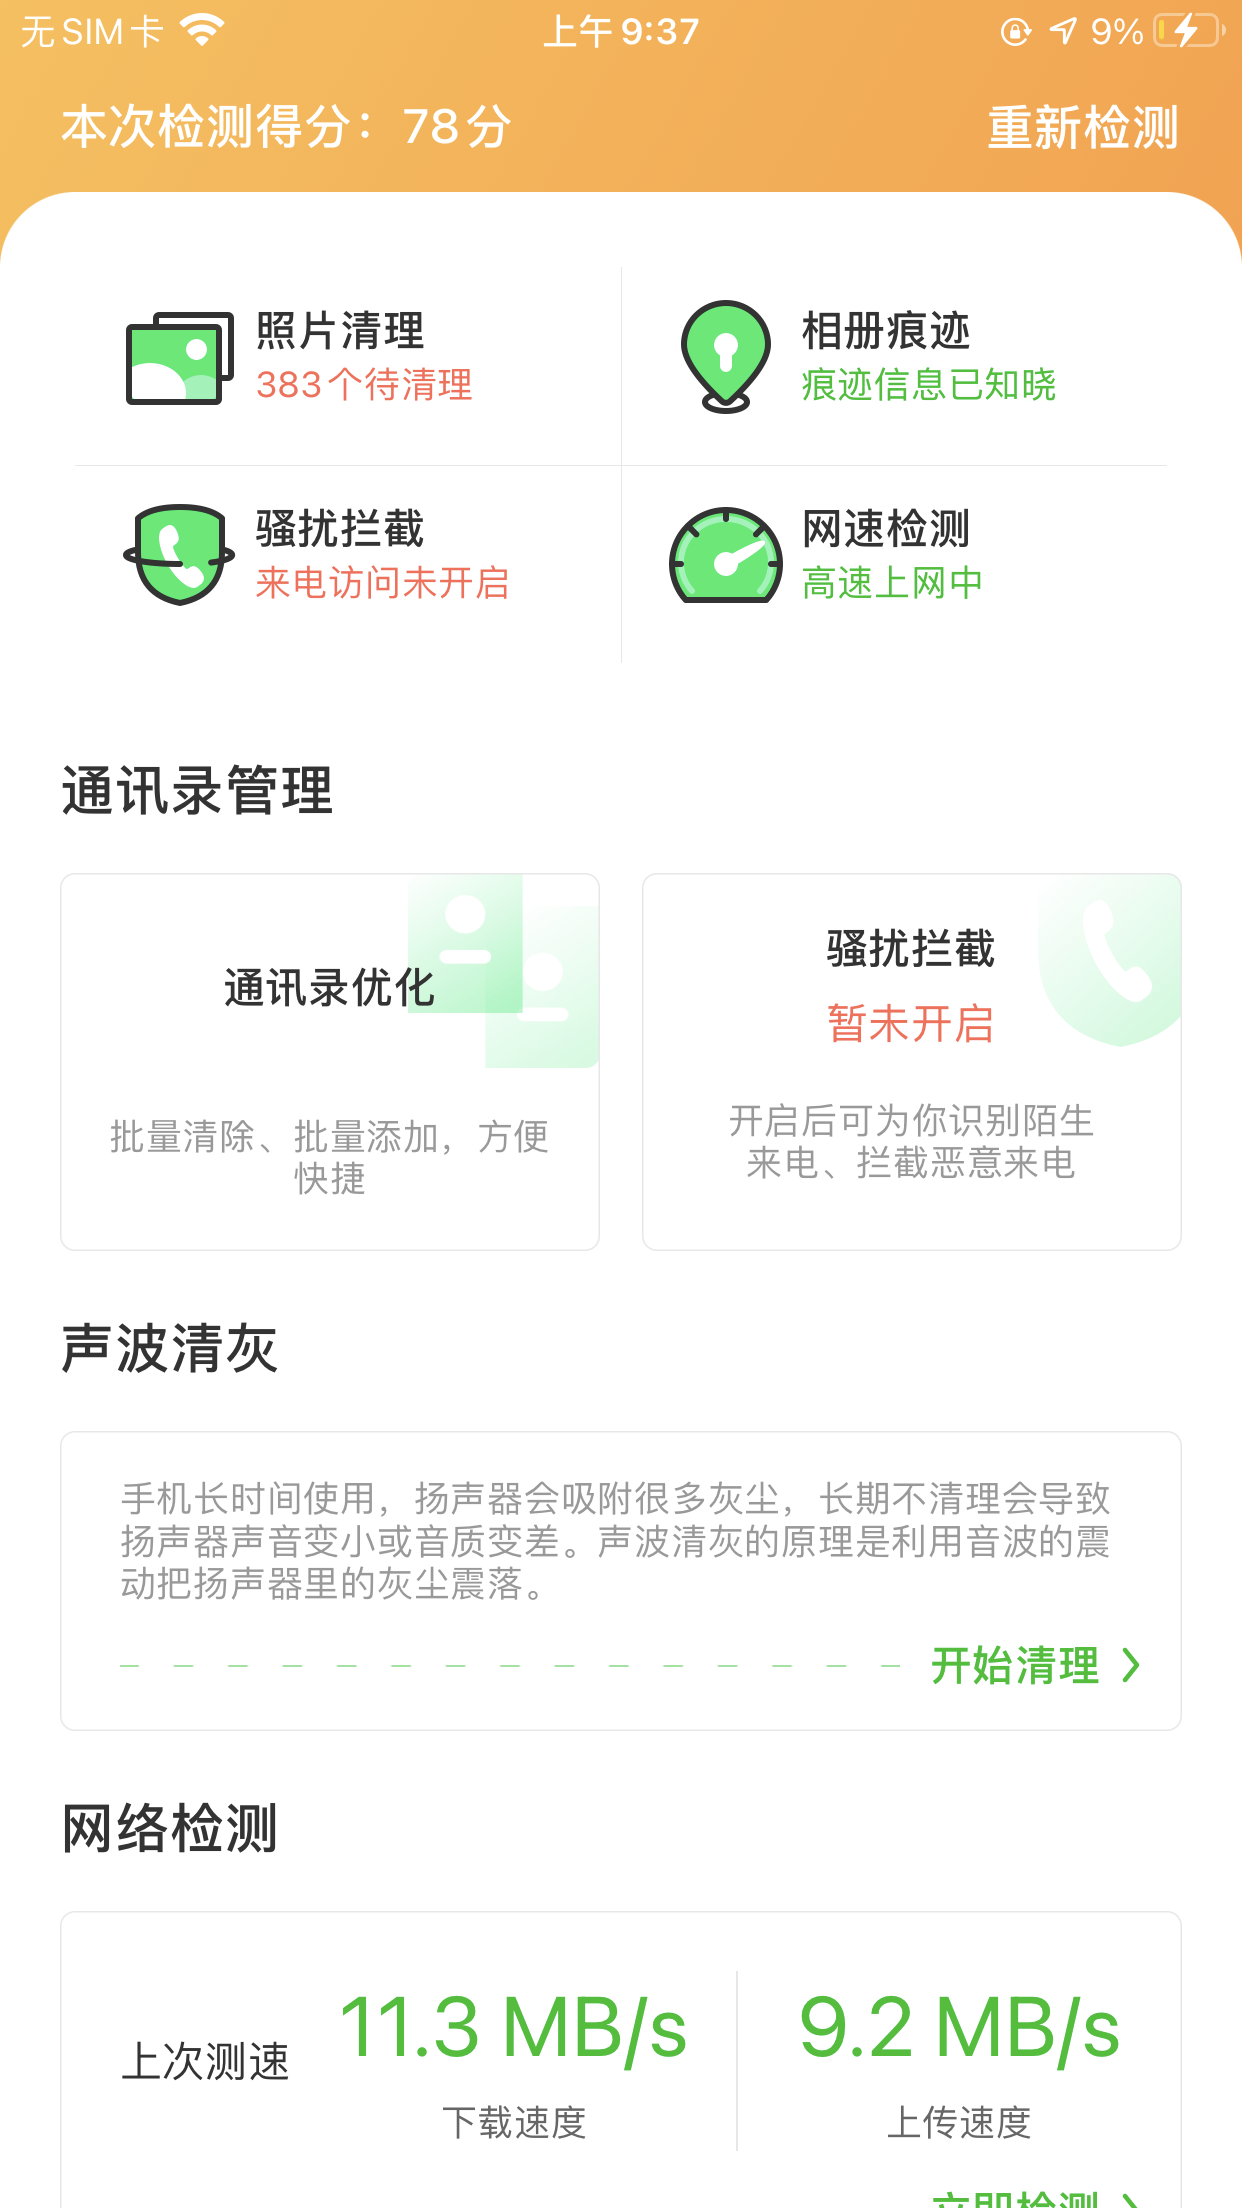 无 SIM 卡
上午 9:37
9%
本次检测得分：78分
重新检测
照片清理
383个待清理
相册痕迹
痕迹信息已知晓
骚扰拦截
来电访问未开启
网速检测
高速上网中
通讯录管理
通讯录优化
批量清除、批量添加，方便
快捷
骚扰拦截
暂未开启
开启后可为你识别陌生
来电、拦截恶意来电
声波清灰
手机长时间使用，扬声器会吸附很多灰尘，长期不清理会导致
扬声器声音变小或音质变差。声波清灰的原理是利用音波的震
动把扬声器里的灰尘震落。
开始清理
网络检测
上次测速
11.3 MB/s
下载速度
9.2 MB/s
上传速度
立即检测